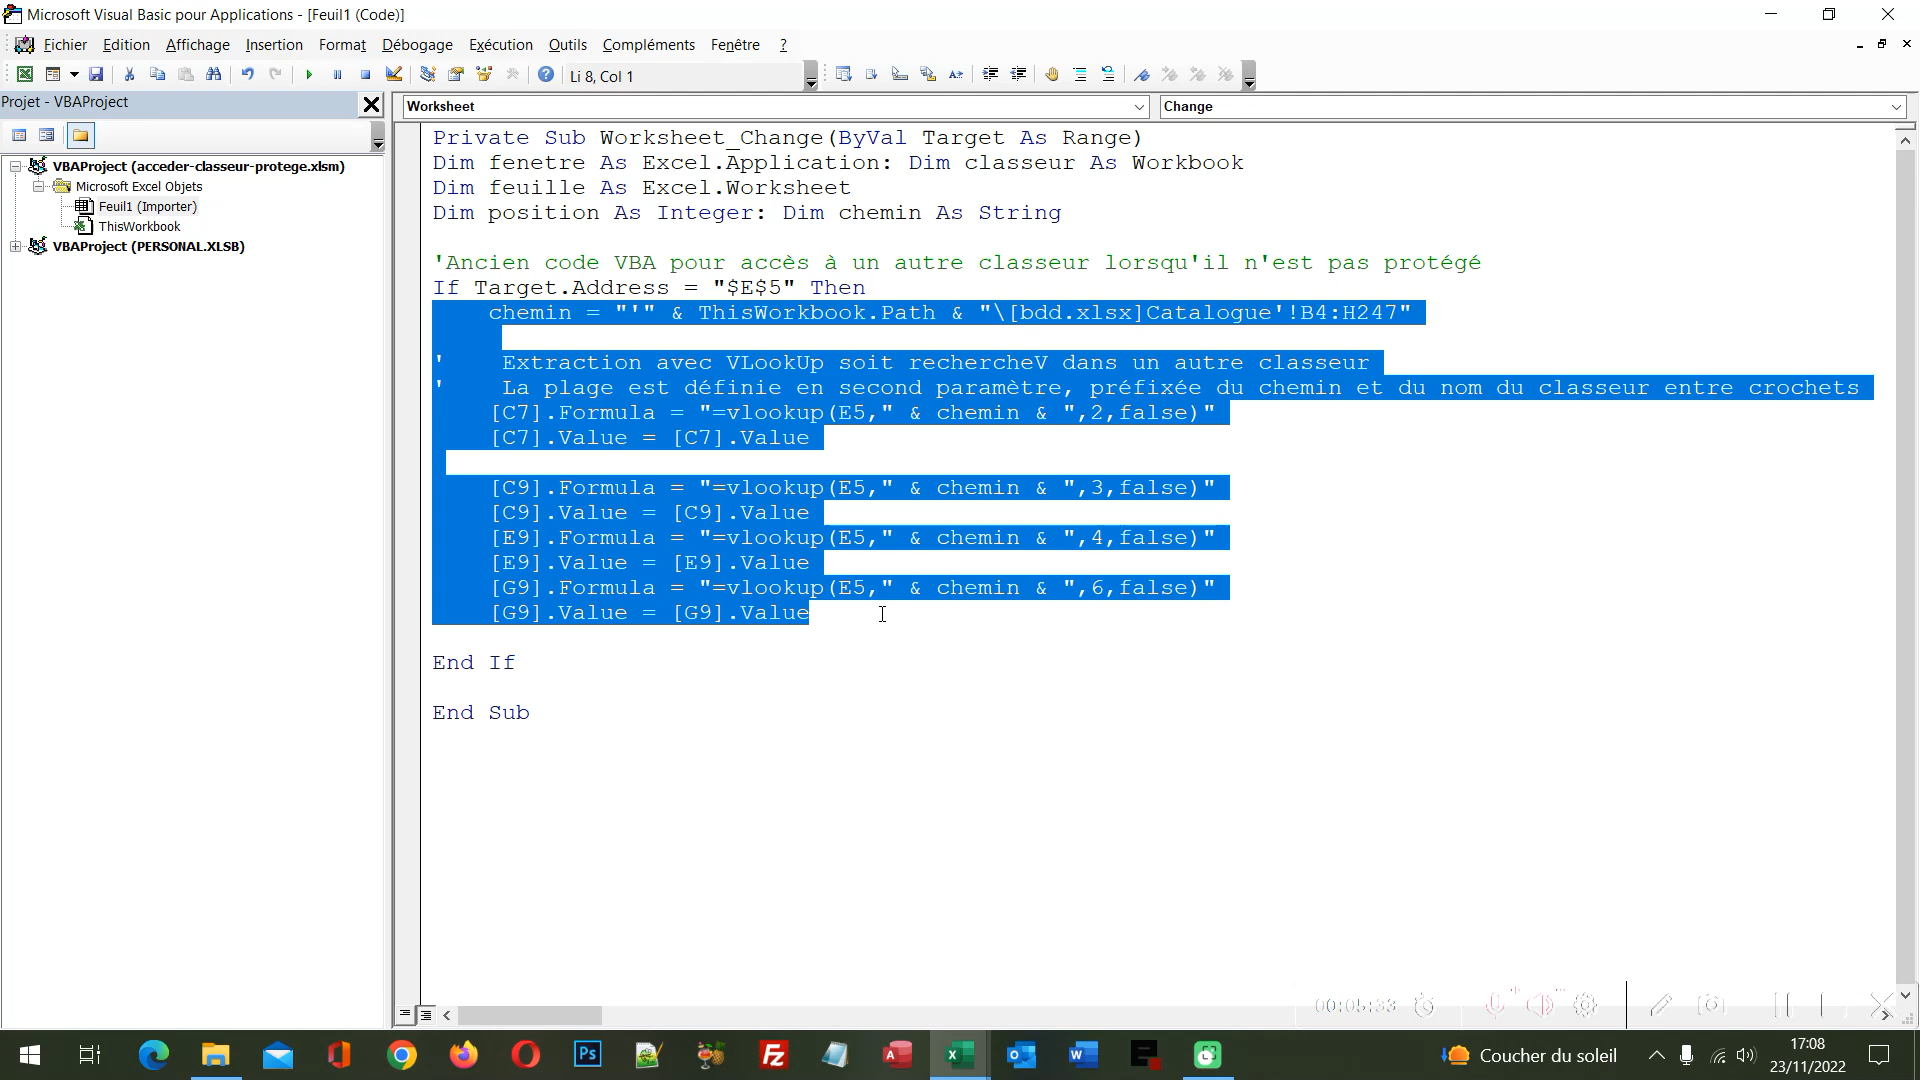 Microsoft Visual Basic pour Applications - [Feuil1 (Code)]
Fichier Edition Affichage Insertion Format Débogage Exécution Outils Compléments Fenêtre ?
Li 8, Col 1
Projet - VBAProject
Worksheet
Change
VBAProject (acceder-classeur-protege.xlsm)
Microsoft Excel Objets
Feuil1 (Importer)
ThisWorkbook
VBAProject (PERSONAL.XLSB)
Private Sub Worksheet_Change(ByVal Target As Range)
Dim fenetre As Excel.Application: Dim classeur As Workbook
Dim feuille As Excel.Worksheet
Dim position As Integer: Dim chemin As String
'Ancien code VBA pour accès à un autre classeur lorsqu'il n'est pas protégé
If Target.Address = "$E$5" Then
chemin = "'" & ThisWorkbook.Path & "\[bdd.xlsx]Catalogue'!B4:H247"
' Extraction avec VLookUp soit rechercheV dans un autre classeur
' La plage est définie en second paramètre, préfixée du chemin et du nom du classeur entre crochets
[C7].Formula = "=vlookup(E5," & chemin & ",2,false)"
[C7].Value = [C7].Value
[C9].Formula = "=vlookup(E5," & chemin & ",3,false)"
[C9].Value = [C9].Value
[E9].Formula = "=vlookup(E5," & chemin & ",4,false)"
[E9].Value = [E9].Value
[G9].Formula = "=vlookup(E5," & chemin & ",6,false)"
[G9].Value = [G9].Value
End If
End Sub
00:05:33
Coucher du soleil
17:08
23/11/2022